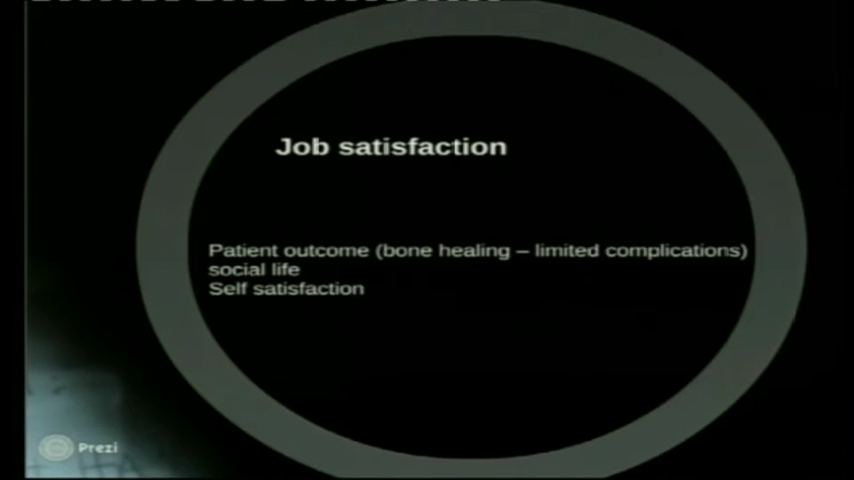 Job satisfaction
Patient outcome (bone healing – limited complications)
social life
Self satisfaction
Prezi